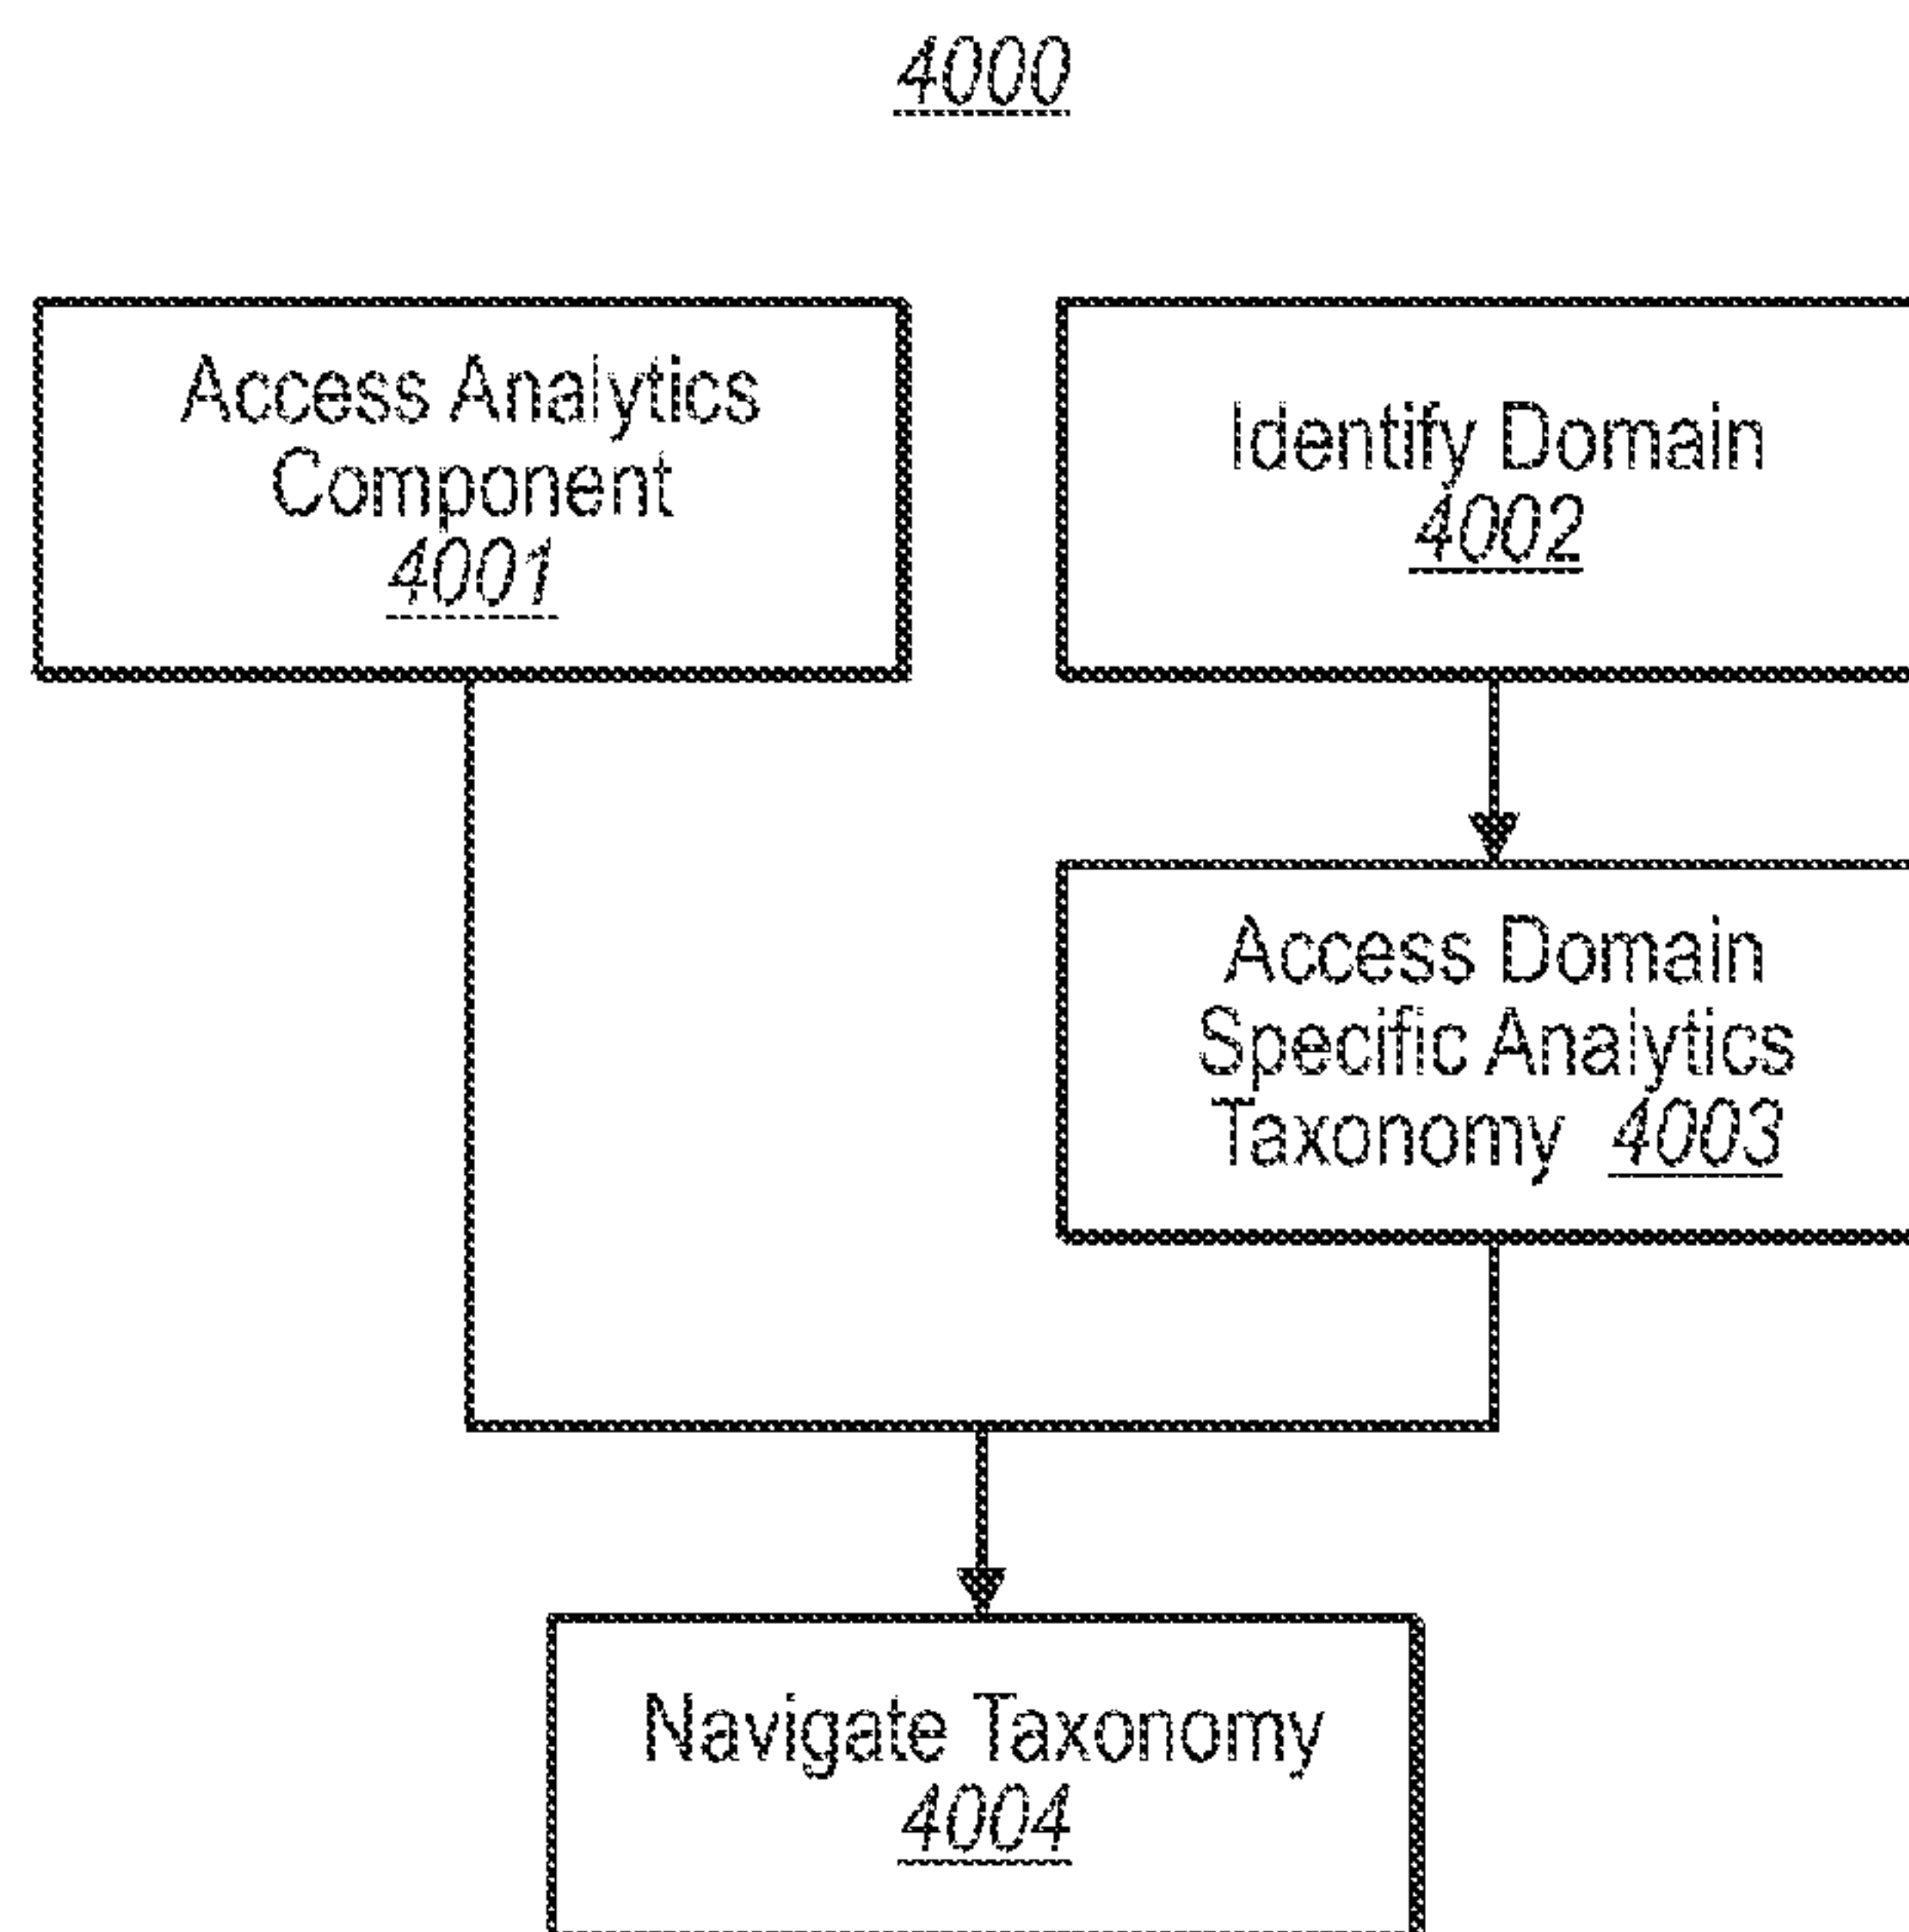 4000
Access Analytics
Component
4001
Identify Domain
4002
Access Domain
Specific Analytics
Taxonomy 4003
Navigate Taxonomy
4004